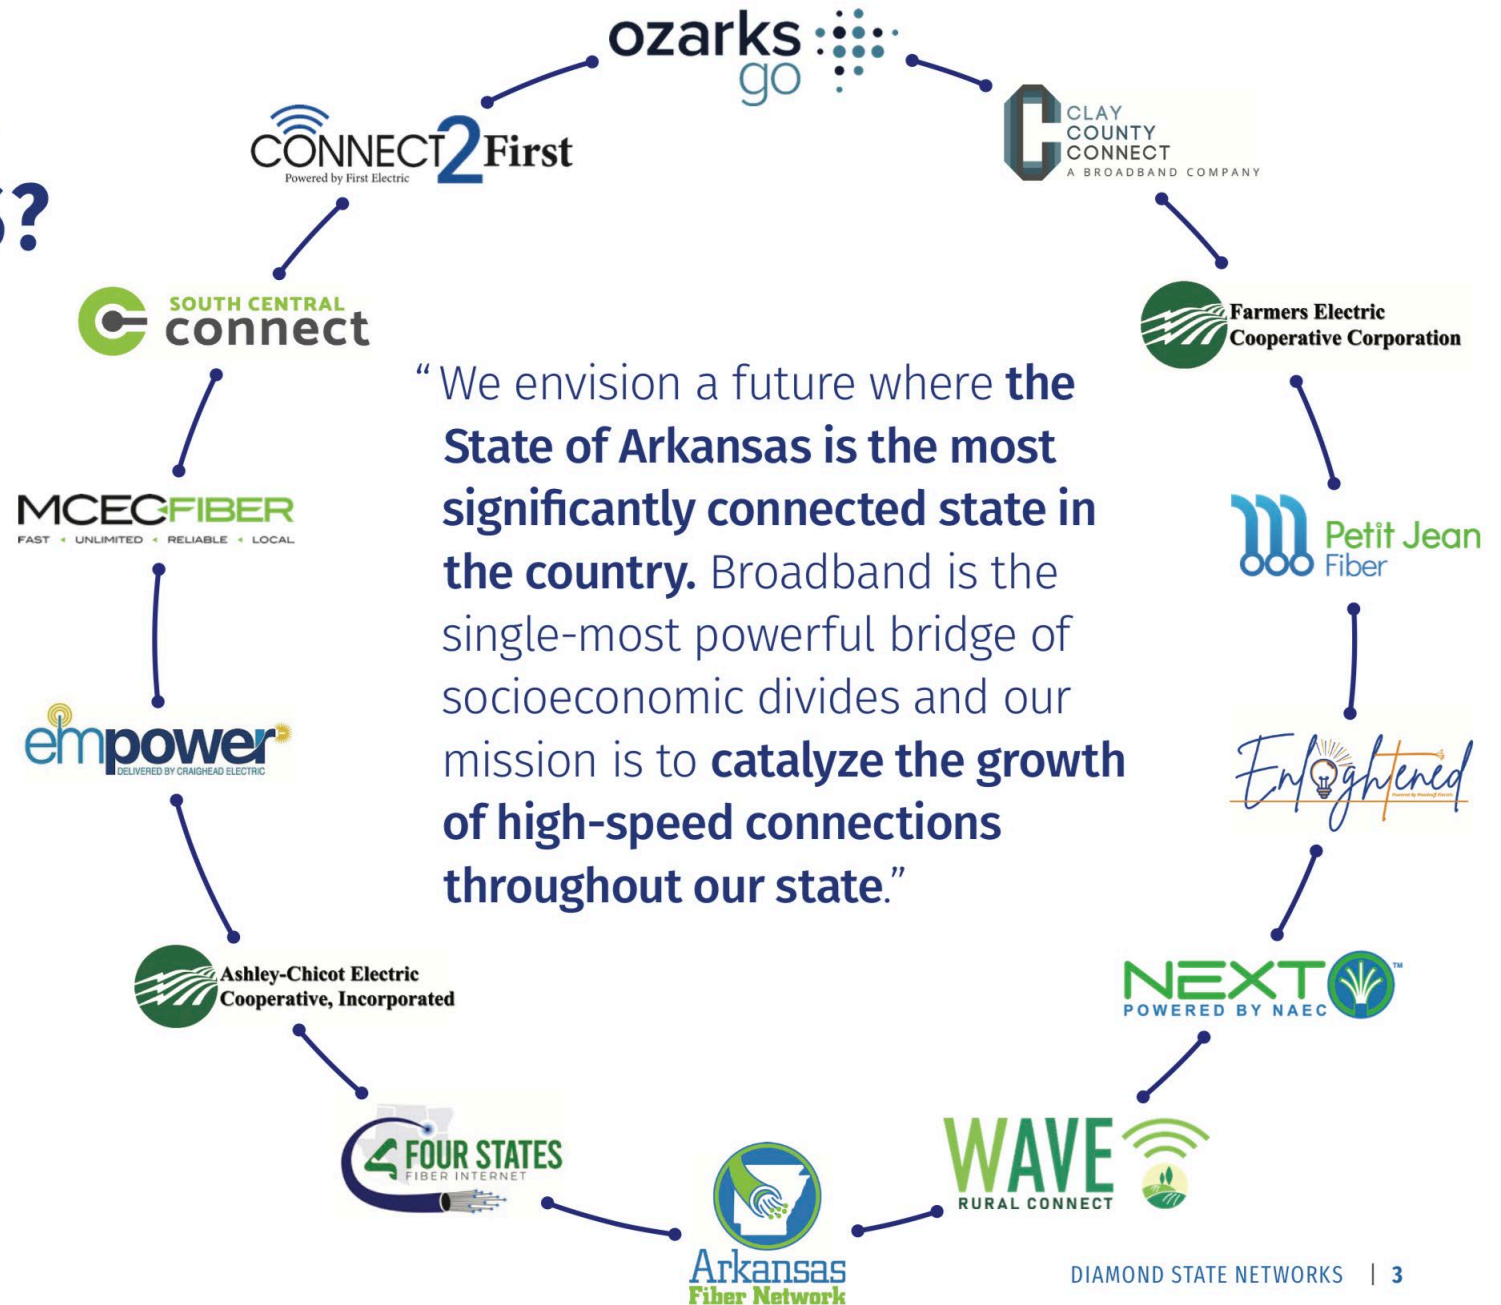 ozarks
go
CONNECT2First
Powered by First Electric
CLAY
COUNTY
CONNECT
A BROADBAND COMPANY
S?
SOUTH CENTRAL
connect
Farmers Electric
Cooperative Corporation
“We envision a future where the
State of Arkansas is the most
significantly connected state in
the country. Broadband is the
single-most powerful bridge of
socioeconomic divides and our
mission is to catalyze the growth
of high-speed connections
throughout our state.”
MCECFIBER
FAST UNLIMITED RELIABLE LOCAL
Petit Jean
Fiber
empower
DELIVERED BY CRAIGHEAD ELECTRIC
Enlightened
Ashley-Chicot Electric
Cooperative, Incorporated
NEXT
POWERED BY NAEC
TM
4 FOUR STATES
FIBER INTERNET
WAVE
RURAL CONNECT
Arkansas
Fiber Network
DIAMOND STATE NETWORKS | 3